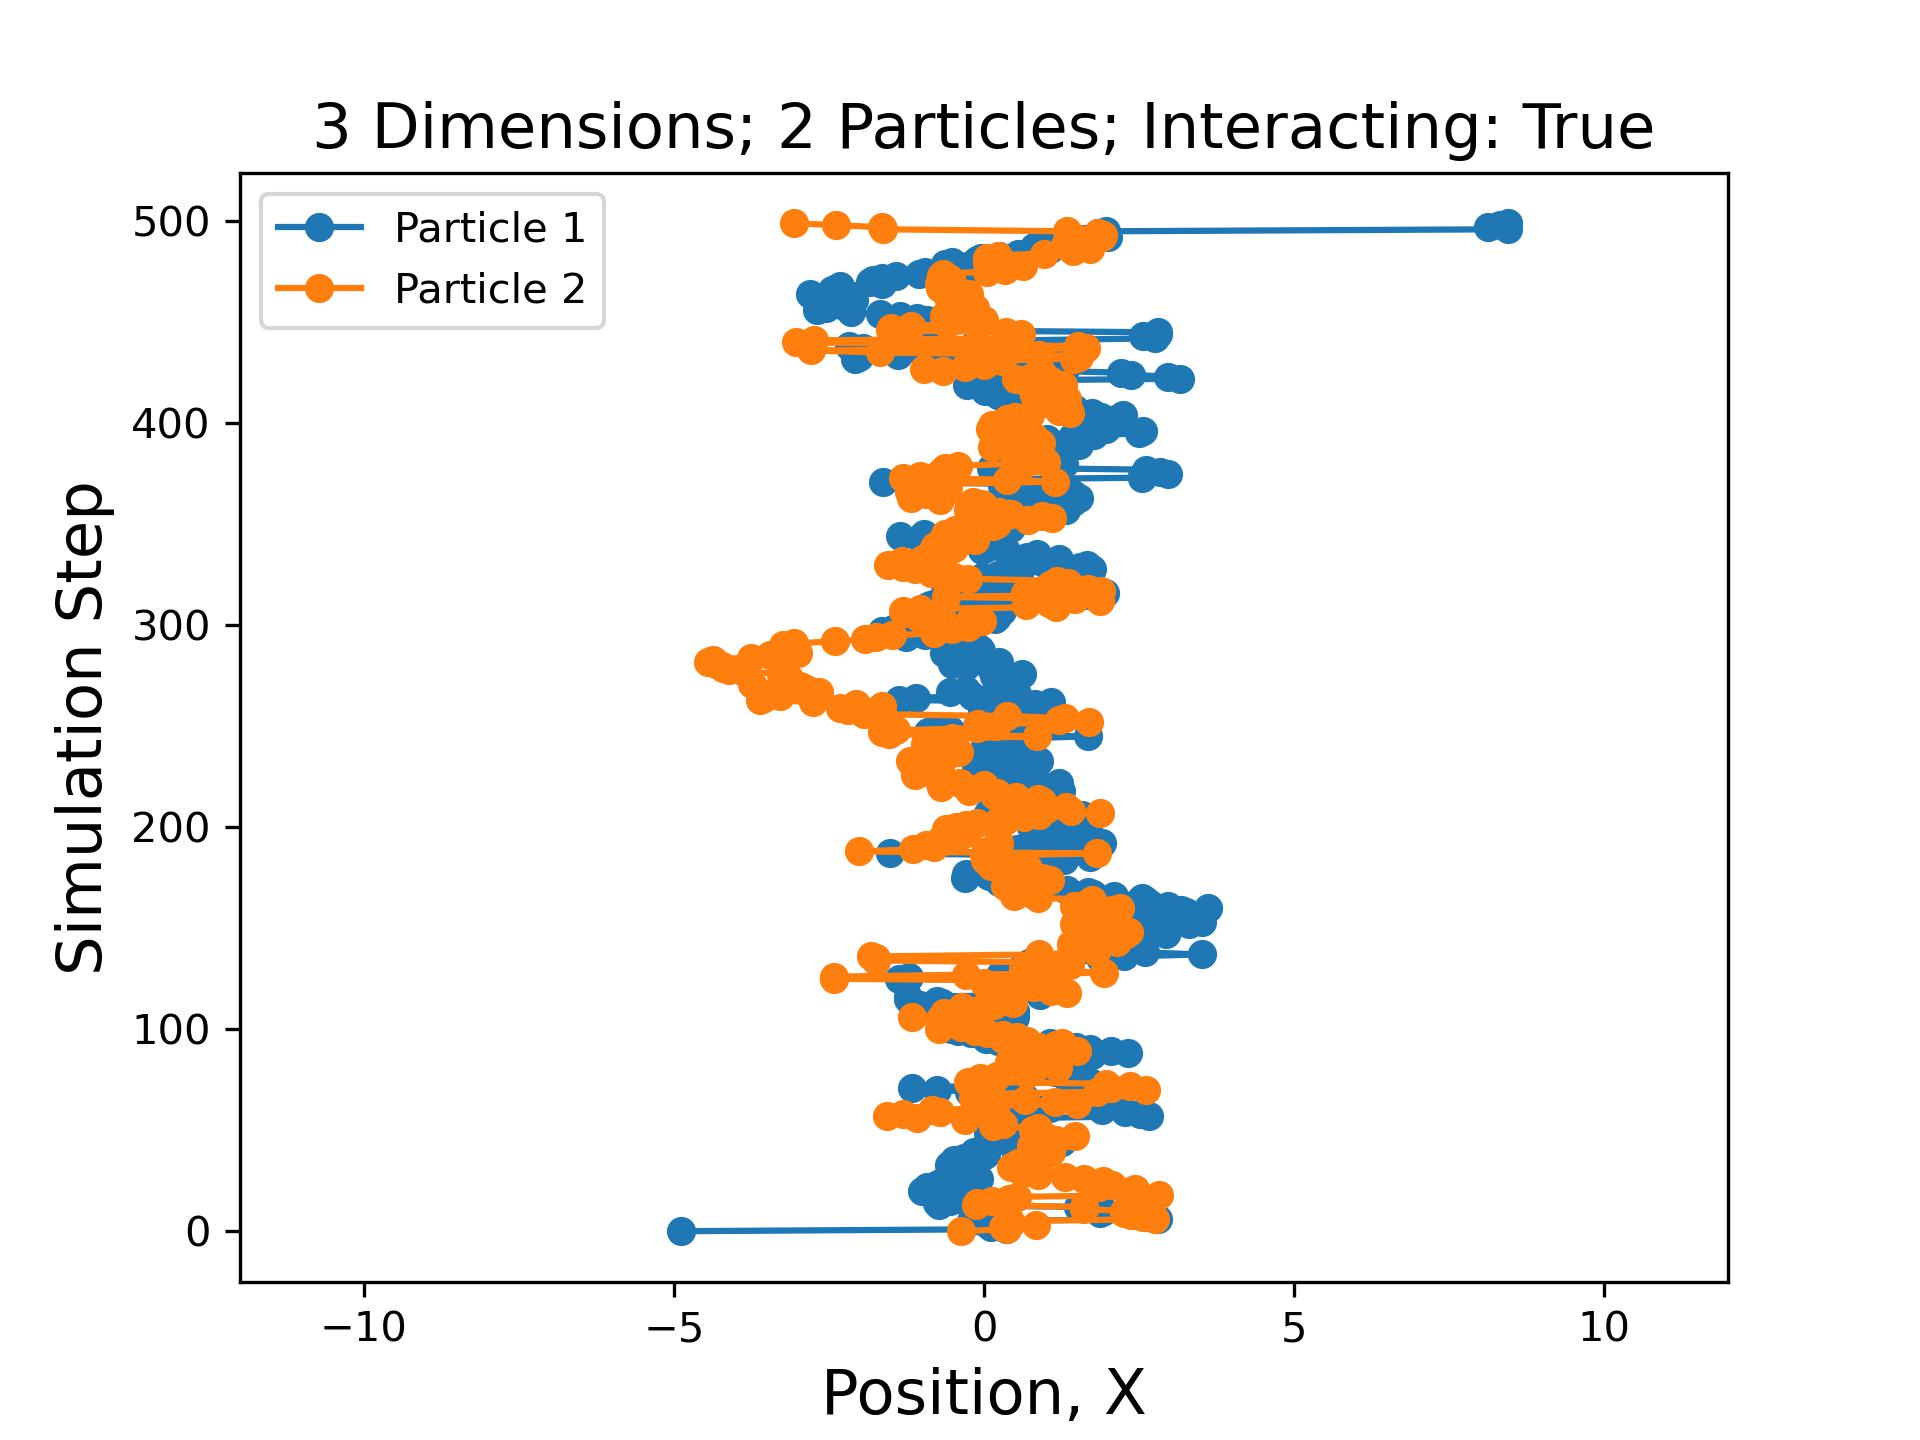 3 Dimensions; 2 Particles; Interacting: True
Particle 1
Particle 2
Simulation Step
500
400
300
200
100
0
−10
−5
0
5
10
Position, X